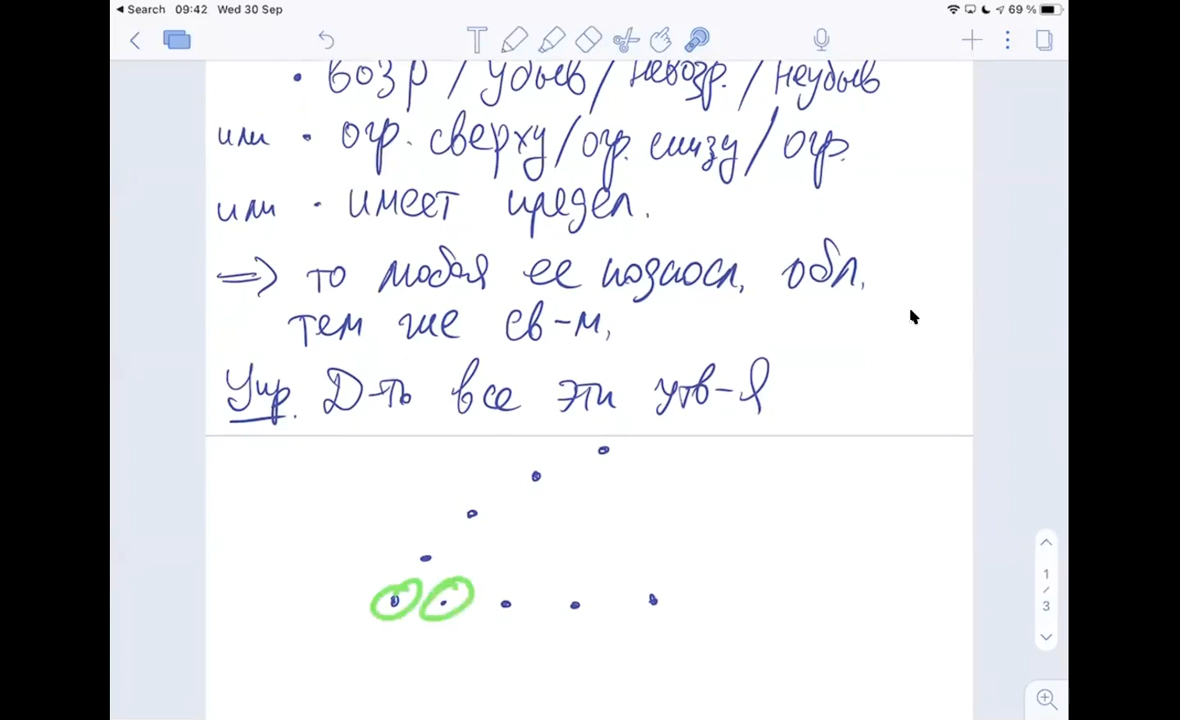 Search 09:42 Wed 30 Sep 69 %
• возр / убыв / невозр. / неубыв
или • огр. сверху / огр. снизу / огр.
или • имеет предел.
⇒ то любая ее подпосл. обл.
тем же св-м,
Упр. Д-ть все эти утв-я
1
/
3